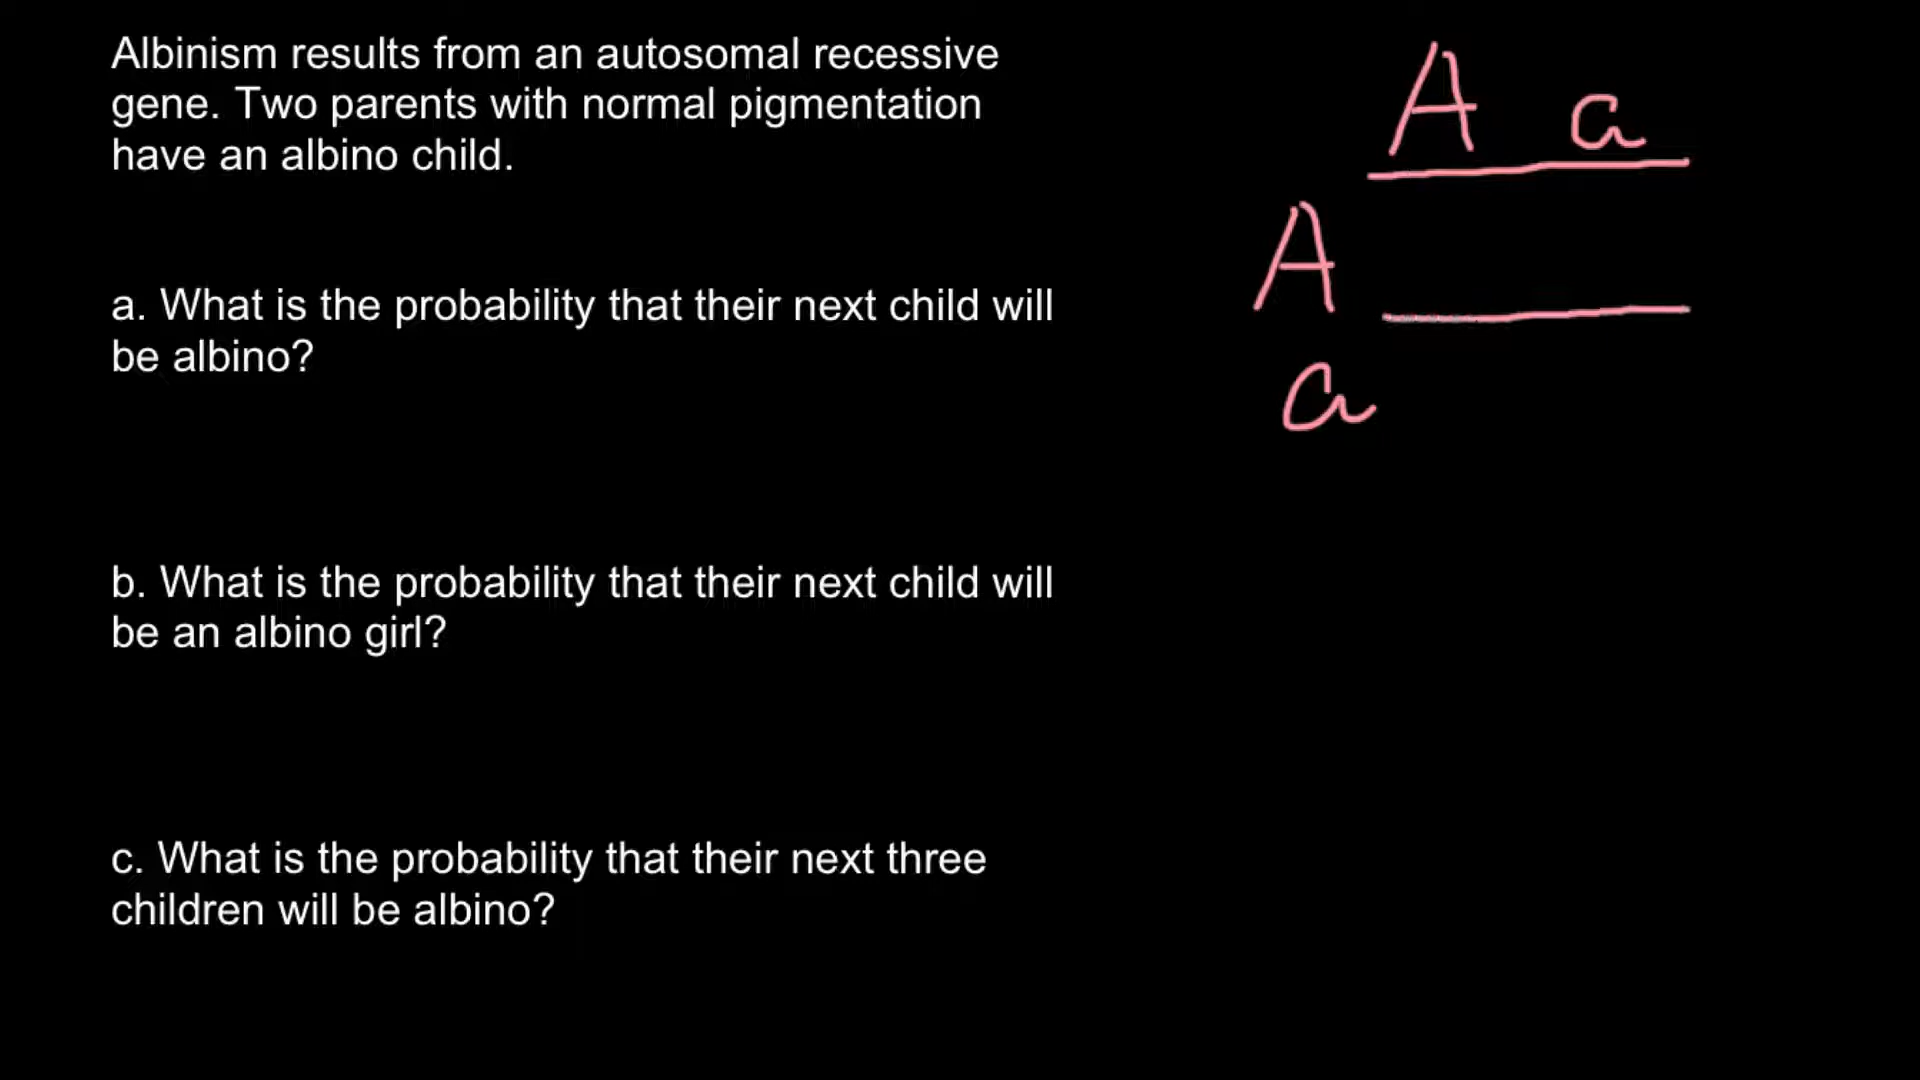 Albinism results from an autosomal recessive
gene. Two parents with normal pigmentation
have an albino child.
a. What is the probability that their next child will
be albino?
b. What is the probability that their next child will
be an albino girl?
c. What is the probability that their next three
children will be albino?
A a
A
a